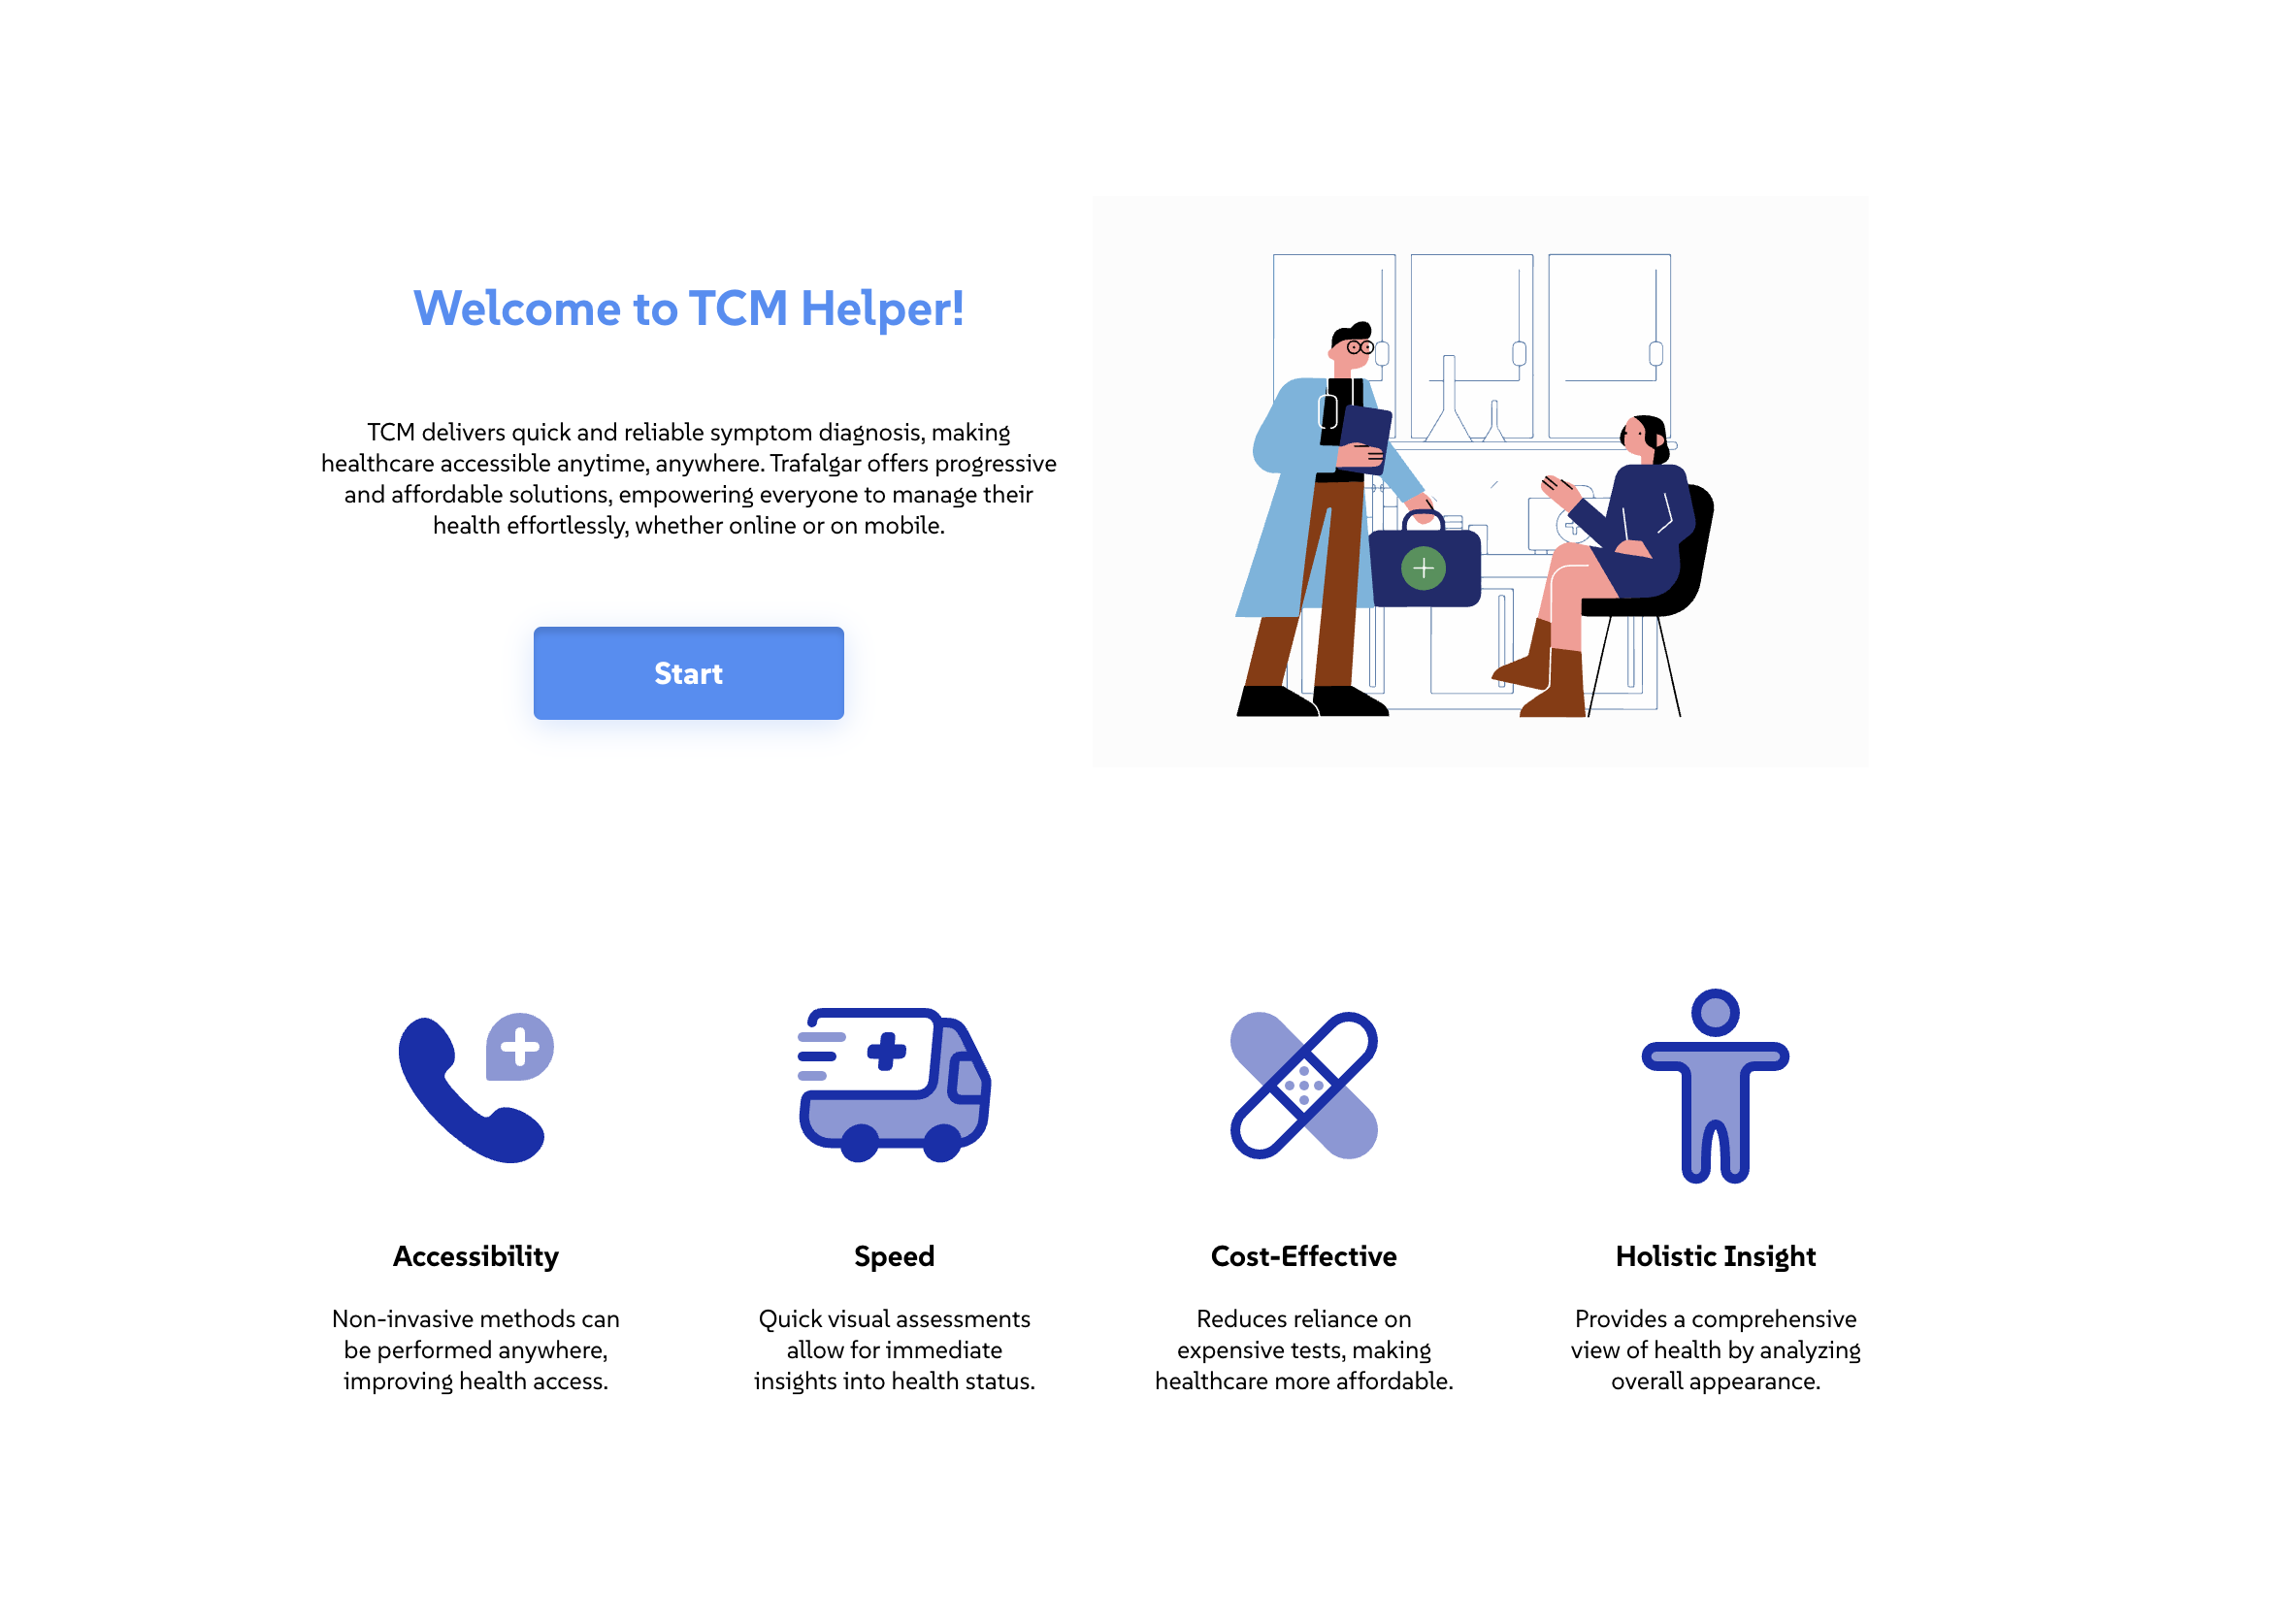 Welcome to TCM Helper!
TCM delivers quick and reliable symptom diagnosis, making
healthcare accessible anytime, anywhere. Trafalgar offers progressive
and affordable solutions, empowering everyone to manage their
health effortlessly, whether online or on mobile.
Start
Accessibility
Non-invasive methods can
be performed anywhere,
improving health access.
Speed
Quick visual assessments
allow for immediate
insights into health status.
Cost-Effective
Reduces reliance on
expensive tests, making
healthcare more affordable.
Holistic Insight
Provides a comprehensive
view of health by analyzing
overall appearance.